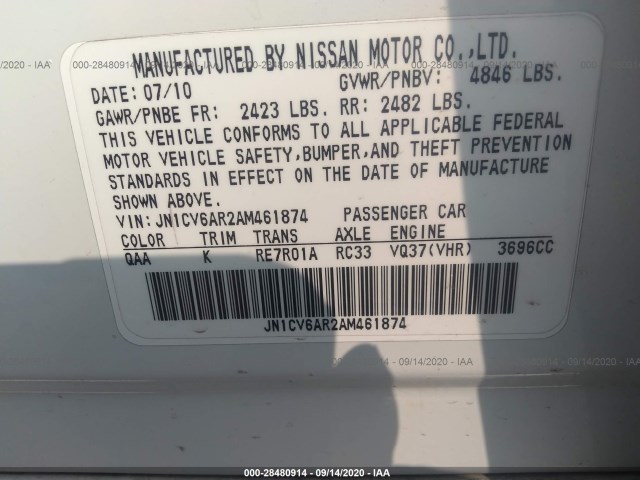 MANUFACTURED BY NISSAN MOTOR CO.,LTD.
DATE: 07/10 GVWR/PNBV: 4846 LBS.
GAWR/PNBE FR: 2423 LBS. RR: 2482 LBS.
THIS VEHICLE CONFORMS TO ALL APPLICABLE FEDERAL
MOTOR VEHICLE SAFETY,BUMPER,AND THEFT PREVENTION
STANDARDS IN EFFECT ON THE DATE OF MANUFACTURE
SHOWN ABOVE.
VIN:JN1CV6AR2AM461874 PASSENGER CAR
COLOR TRIM TRANS AXLE ENGINE
QAA K RE7R01A RC33 VQ37(VHR) 3696CC
JN1CV6AR2AM461874
000-28480914 - 09/14/2020 - IAA